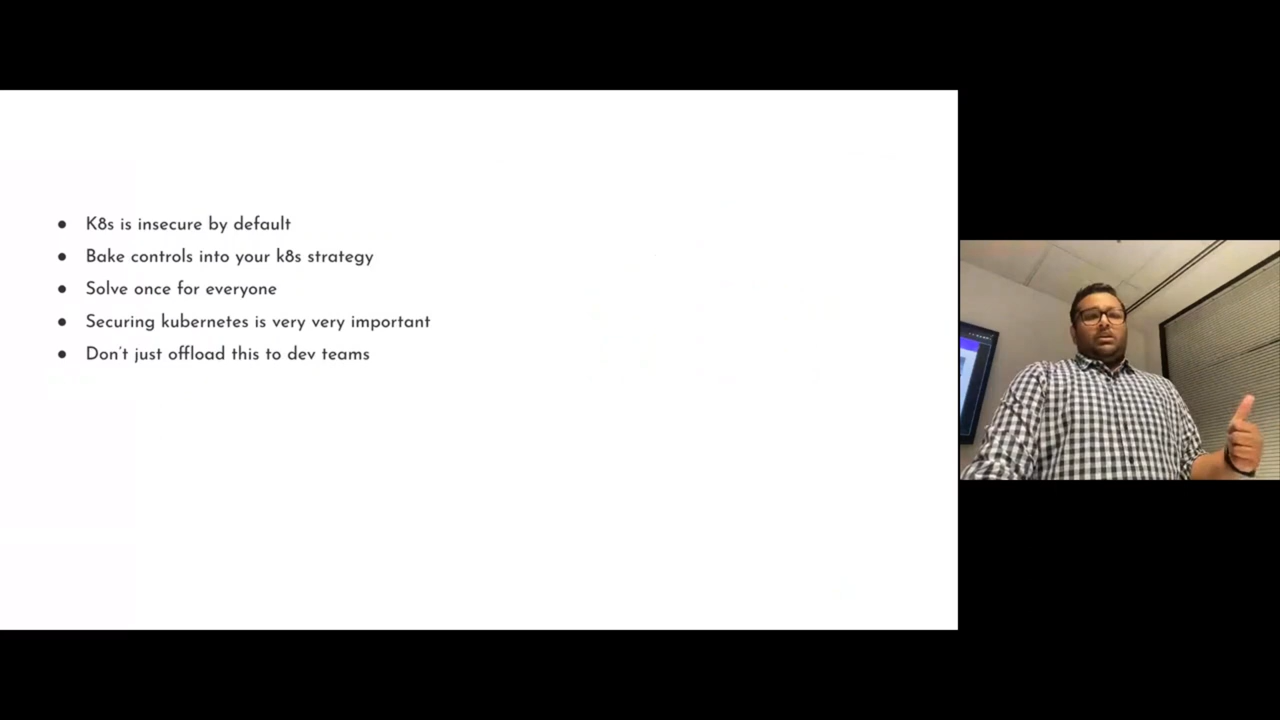 ● K8s is insecure by default
● Bake controls into your k8s strategy
● Solve once for everyone
● Securing kubernetes is very very important
● Don't just offload this to dev teams